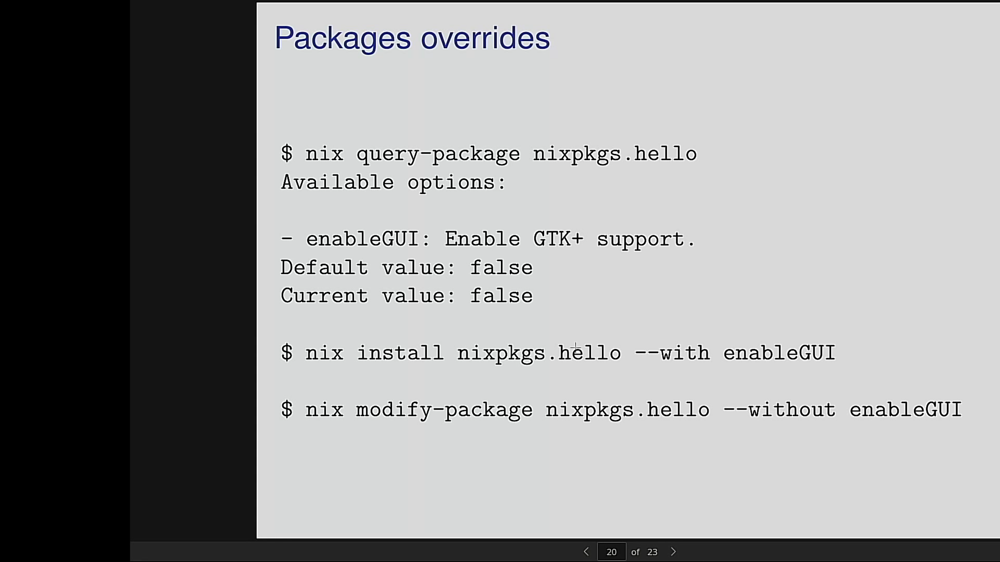 Packages overrides
$ nix query-package nixpkgs.hello
Available options:
- enableGUI: Enable GTK+ support.
Default value: false
Current value: false
$ nix install nixpkgs.hello --with enableGUI
$ nix modify-package nixpkgs.hello --without enableGUI
20 of 23